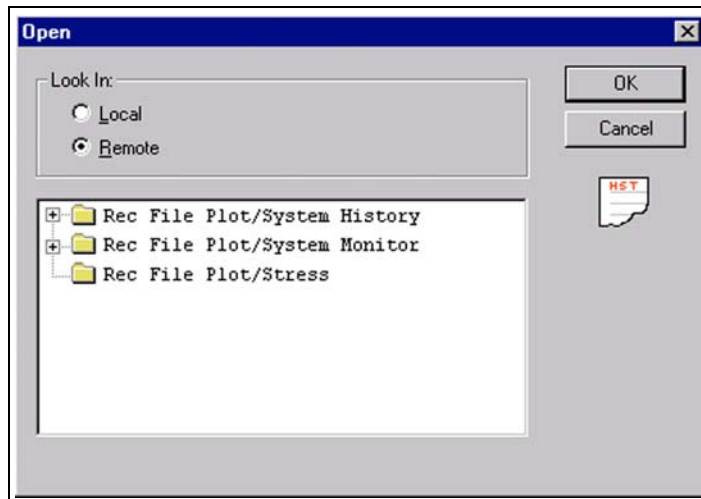 Open
Look In:
Local
Remote
OK
Cancel
HST
Rec File Plot/System History
Rec File Plot/System Monitor
Rec File Plot/Stress